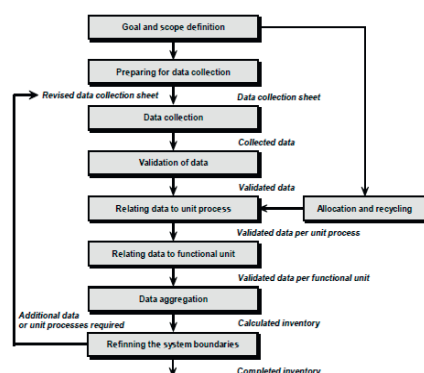 Goal and scope definition
Preparing for data collection
Revised data collection sheet
Data collection sheet
Data collection
Collected data
Validation of data
Validated data
Relating data to unit process
Allocation and recycling
Validated data per unit process
Relating data to functional unit
Validated data per functional unit
Data aggregation
Additional data
or unit processes required
Calculated inventory
Refinning the system boundaries
Completed inventory